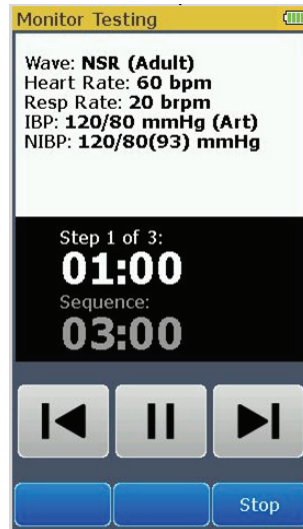 Monitor Testing
Wave: NSR (Adult)
Heart Rate: 60 bpm
Resp Rate: 20 brpm
IBP: 120/80 mmHg (Art)
NIBP: 120/80(93) mmHg
Step 1 of 3:
01:00
Sequence:
03:00
Stop